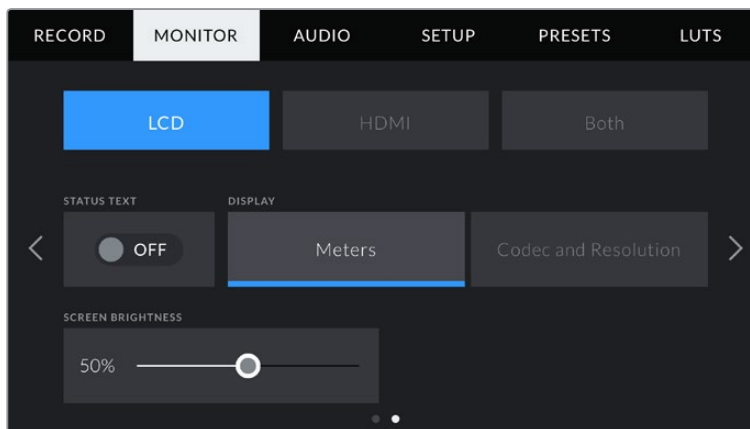 RECORD MONITOR AUDIO SETUP PRESETS LUTS
LCD HDMI Both
STATUS TEXT DISPLAY
OFF Meters Codec and Resolution
SCREEN BRIGHTNESS
50%